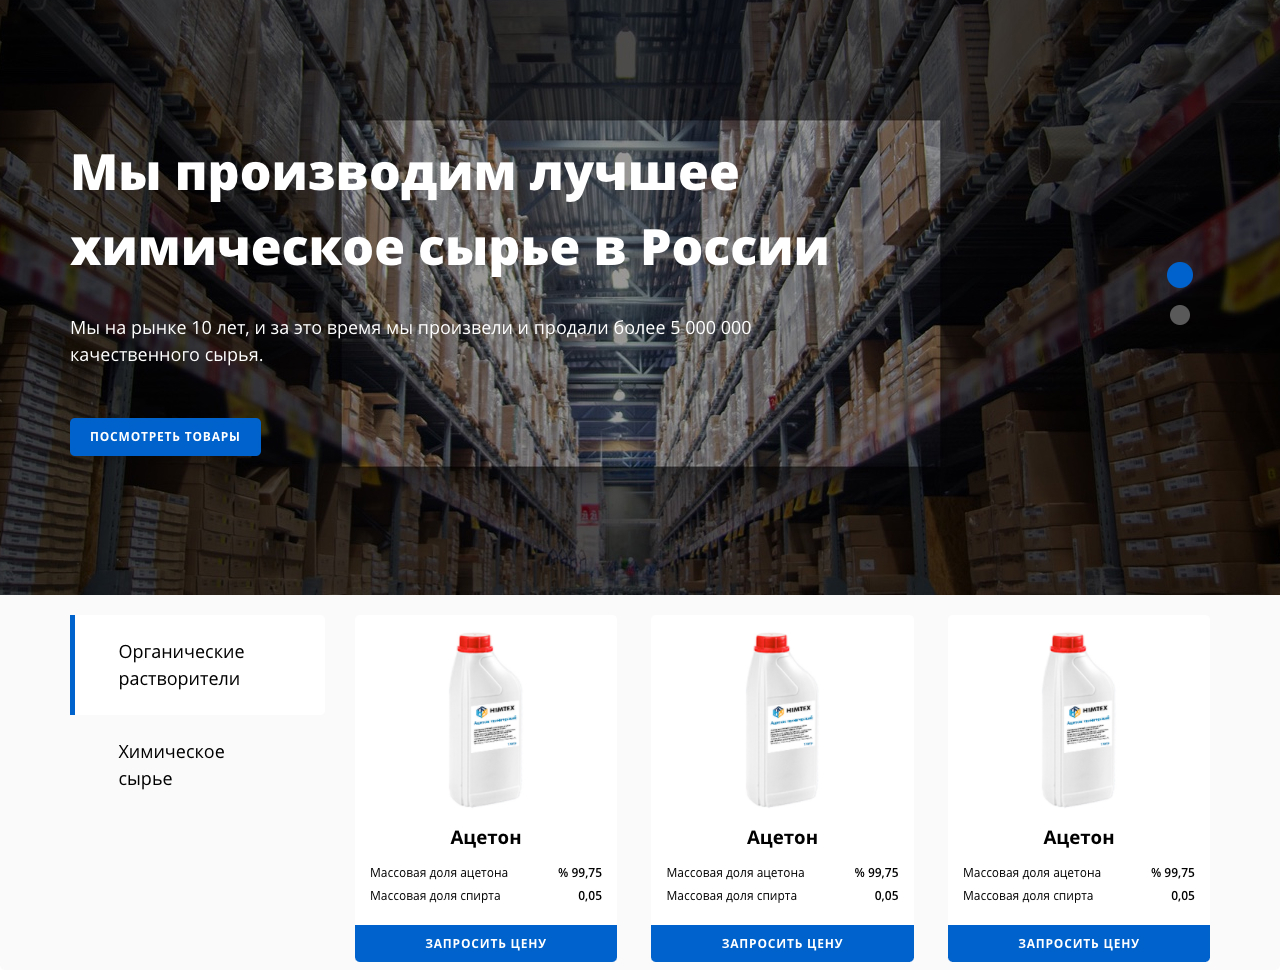 Мы производим лучшее
химическое сырье в России
Мы на рынке 10 лет, и за это время мы произвели и продали более 5 000 000
качественного сырья.
ПОСМОТРЕТЬ ТОВАРЫ
Органические
растворители
Химическое
сырье
HIMTEX
Ацетон
Массовая доля ацетона % 99,75
Массовая доля спирта 0,05
ЗАПРОСИТЬ ЦЕНУ
HIMTEX
Ацетон
Массовая доля ацетона % 99,75
Массовая доля спирта 0,05
ЗАПРОСИТЬ ЦЕНУ
HIMTEX
Ацетон
Массовая доля ацетона % 99,75
Массовая доля спирта 0,05
ЗАПРОСИТЬ ЦЕНУ